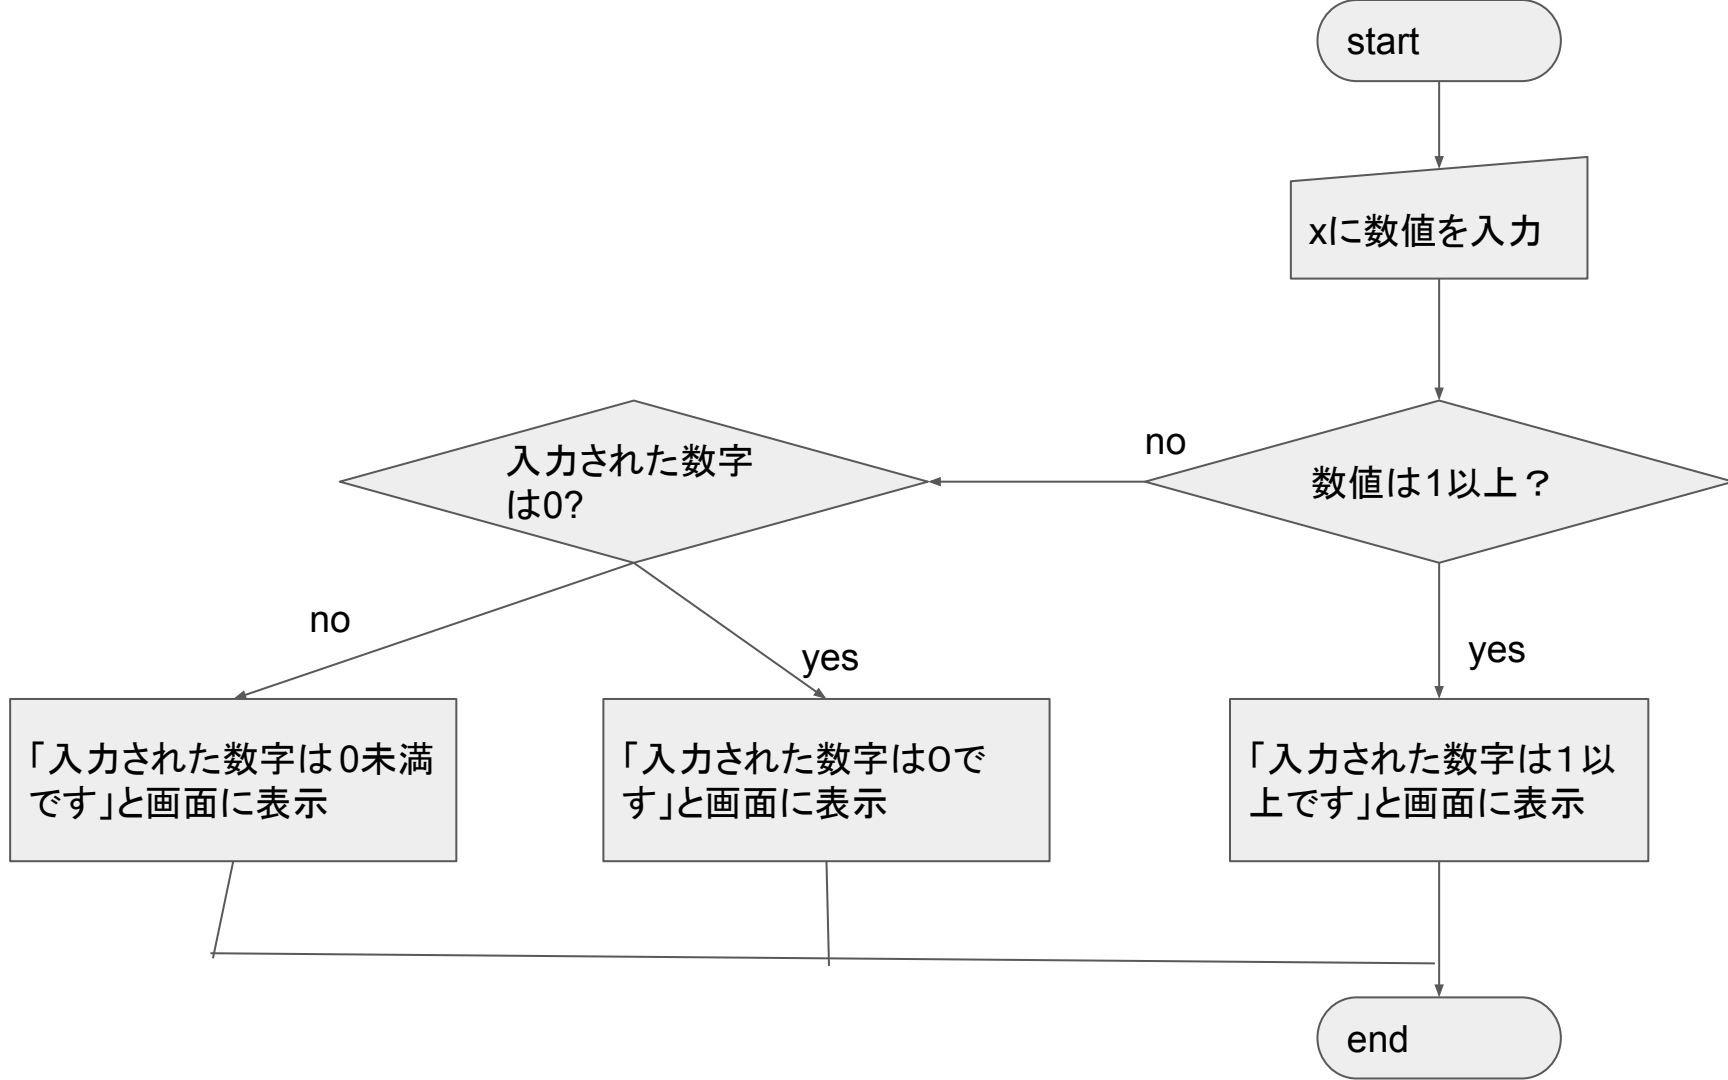 start
xに数値を入力
no
数値は1以上？
入力された数字
は0?
no
yes
yes
「入力された数字は0未満
です」と画面に表示
「入力された数字はOで
す」と画面に表示
「入力された数字は１以
上です」と画面に表示
end